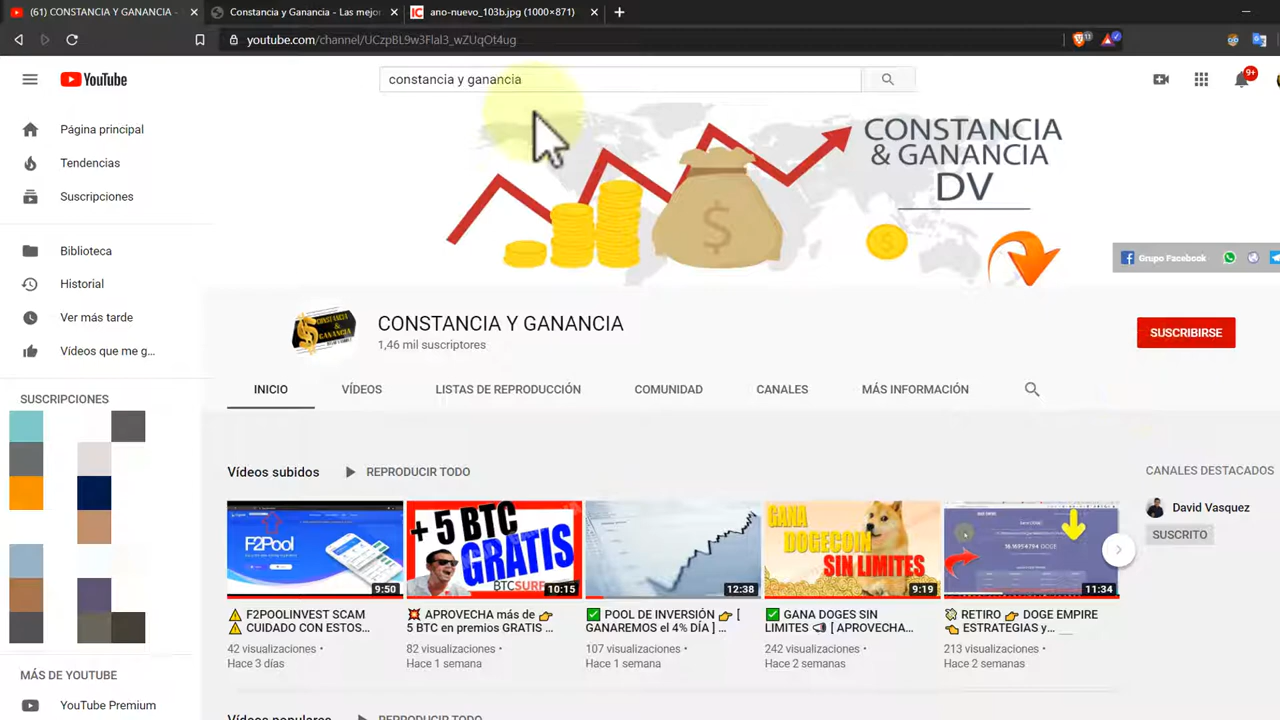 (61) CONSTANCIA Y GANANCIA -
Constancia y Ganancia - Las mejo
ano-nuevo_103b.jpg (1000×871)
youtube.com/channel/UCzpBL9w3Flal3_wZUqOt4ug
11
YouTube
constancia y ganancia
9+
Página principal
Tendencias
Suscripciones
Biblioteca
Historial
Ver más tarde
Vídeos que me g...
CONSTANCIA
& GANANCIA
DV
Grupo Facebook
CONSTANCIA Y GANANCIA
1,46 mil suscriptores
SUSCRIBIRSE
INICIO
VÍDEOS
LISTAS DE REPRODUCCIÓN
COMUNIDAD
CANALES
MÁS INFORMACIÓN
SUSCRIPCIONES
Vídeos subidos
REPRODUCIR TODO
CANALES DESTACADOS
David Vasquez
SUSCRITO
F2Pool
9:50
+ 5 BTC
GRATIS
BTCSURF
10:15
12:38
GANA
DOGECOIN
SIN LIMITES
9:19
16.16954794 DOGE
11:34
⚠ F2POOLINVEST SCAM
⚠ CUIDADO CON ESTOS...
42 visualizaciones •
Hace 3 días
💥 APROVECHA más de 👉
5 BTC en premios GRATIS ...
82 visualizaciones •
Hace 1 semana
✅ POOL DE INVERSIÓN 👉 [
GANAREMOS el 4% DÍA ] ...
107 visualizaciones •
Hace 1 semana
✅ GANA DOGES SIN
LIMITES 📢 [ APROVECHA...
242 visualizaciones •
Hace 2 semanas
RETIRO 👉 DOGE EMPIRE
👈 ESTRATEGIAS y...
213 visualizaciones •
Hace 2 semanas
MÁS DE YOUTUBE
YouTube Premium
Vídeos populares
REPRODUCIR TODO